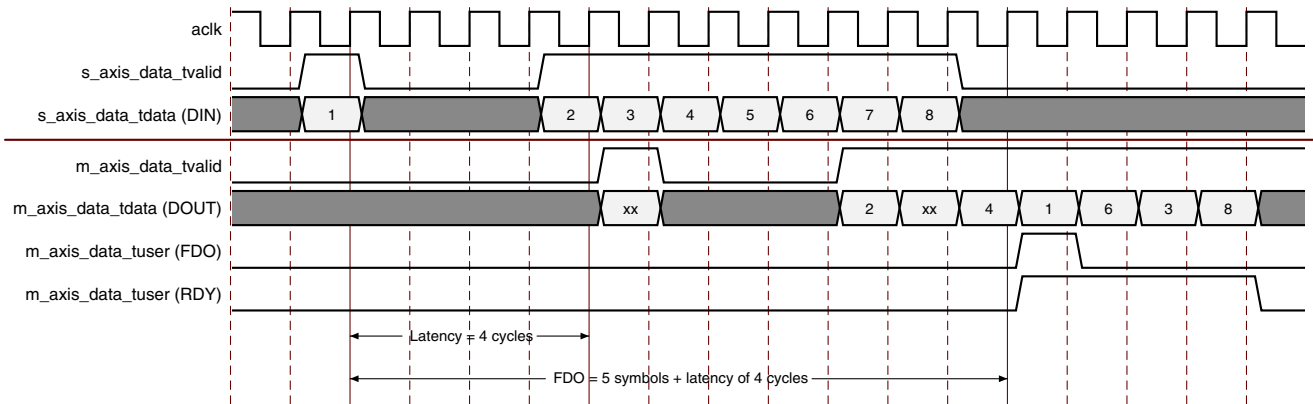 aclk
s_axis_data_tvalid
s_axis_data_tdata (DIN) 1 2 3 4 5 6 7 8
m_axis_data_tvalid
m_axis_data_tdata (DOUT) xx 2 xx 4 1 6 3 8
m_axis_data_tuser (FDO)
m_axis_data_tuser (RDY)
Latency = 4 cycles
FDO = 5 symbols + latency of 4 cycles